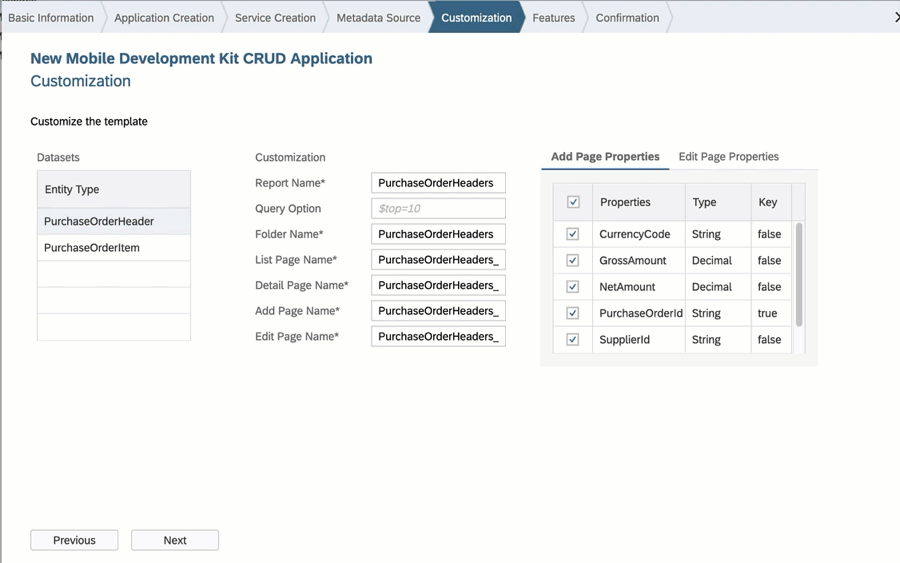 Basic Information
Application Creation
Service Creation
Metadata Source
Customization
Features
Confirmation
New Mobile Development Kit CRUD Application
Customization
Customize the template
Datasets
Entity Type
PurchaseOrderHeader
PurchaseOrderItem
Customization
Report Name* PurchaseOrderHeaders
Query Option $top=10
Folder Name* PurchaseOrderHeaders
List Page Name* PurchaseOrderHeaders_
Detail Page Name* PurchaseOrderHeaders_
Add Page Name* PurchaseOrderHeaders_
Edit Page Name* PurchaseOrderHeaders_
Add Page Properties Edit Page Properties
Properties Type Key
CurrencyCode String false
GrossAmount Decimal false
NetAmount Decimal false
PurchaseOrderId String true
SupplierId String false
Previous Next